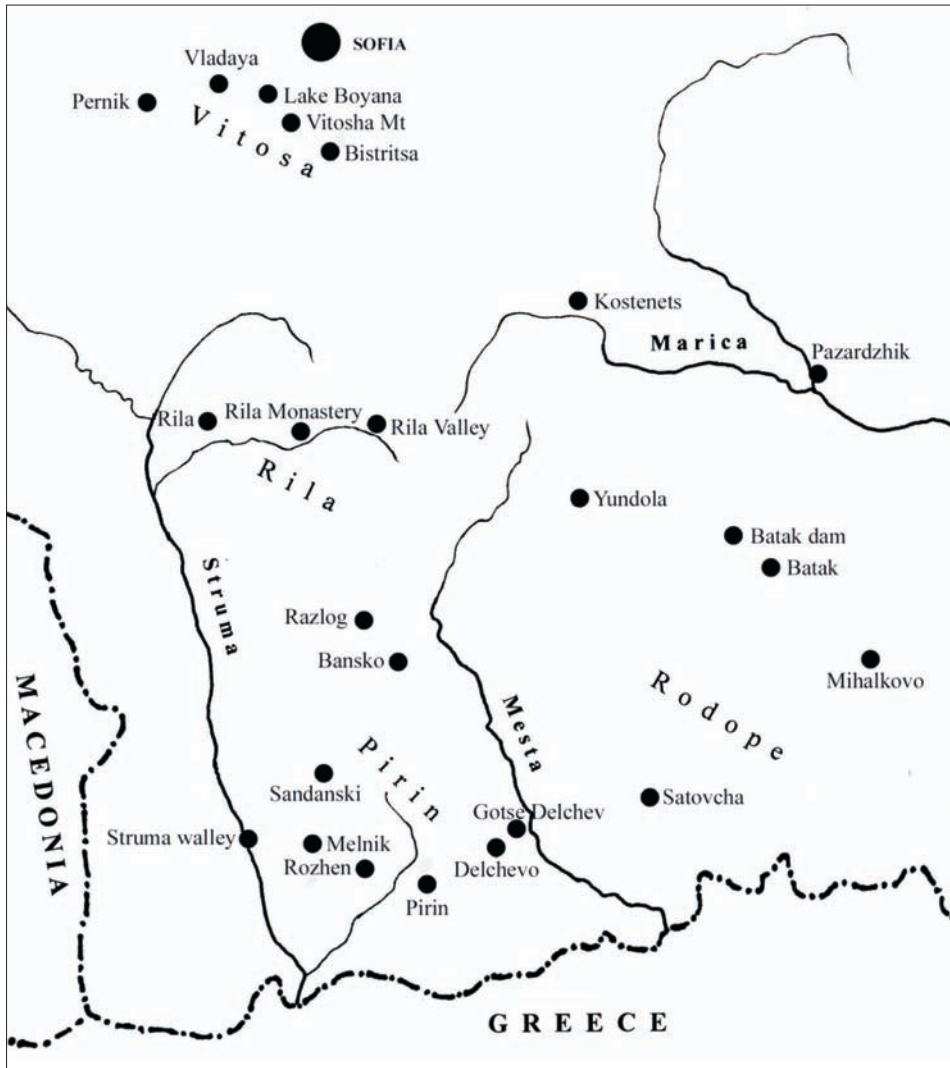 SOFIA
Vladaya
Pernik
Lake Boyana
Vitosha Mt
Vitosa
Bistritsa
Kostenets
Marica
Pazardzhik
Rila
Rila Monastery
Rila Valley
Rila
Yundola
Batak dam
Batak
Struma
Razlog
Bansko
Mihalkovo
MACEDONIA
Rodope
Mesta
Pirin
Sandanski
Satovcha
Gotse Delchev
Struma walley
Melnik
Delchevo
Rozhen
Pirin
GREECE